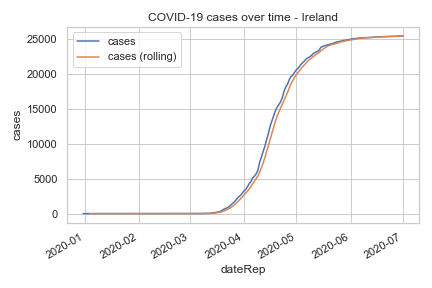 COVID-19 cases over time - Ireland
cases
cases (rolling)
25000
20000
15000
10000
5000
0
cases
2020-01
2020-02
2020-03
2020-04
2020-05
2020-06
2020-07
dateRep